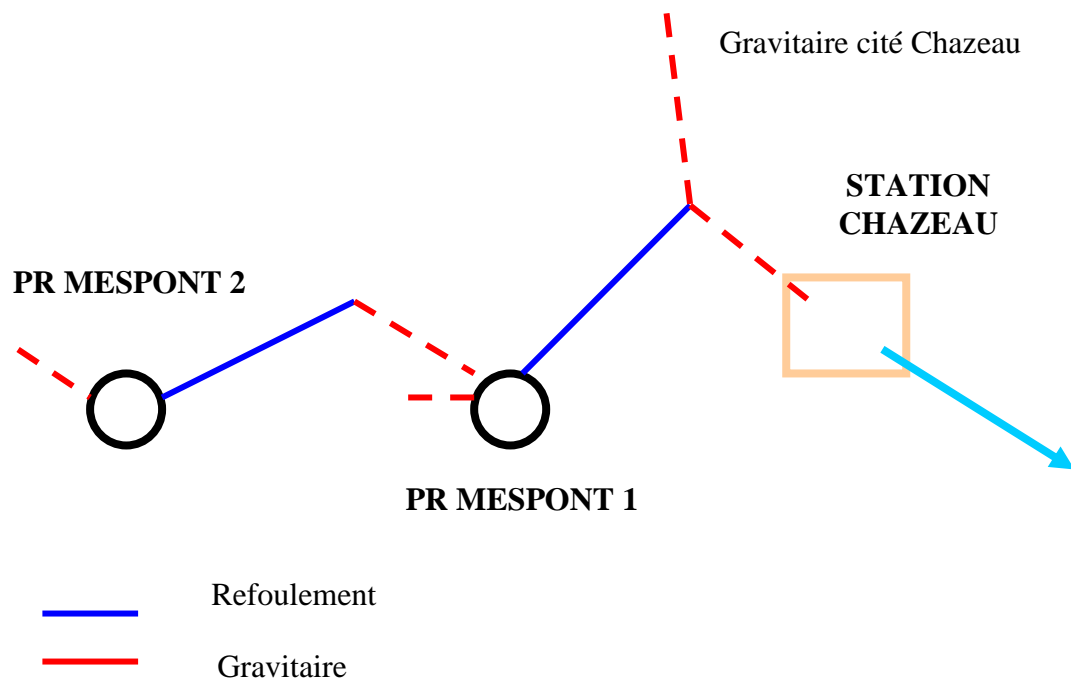 Gravitaire cité Chazeau
STATION
CHAZEAU
PR MESPONT 2
PR MESPONT 1
Refoulement
Gravitaire